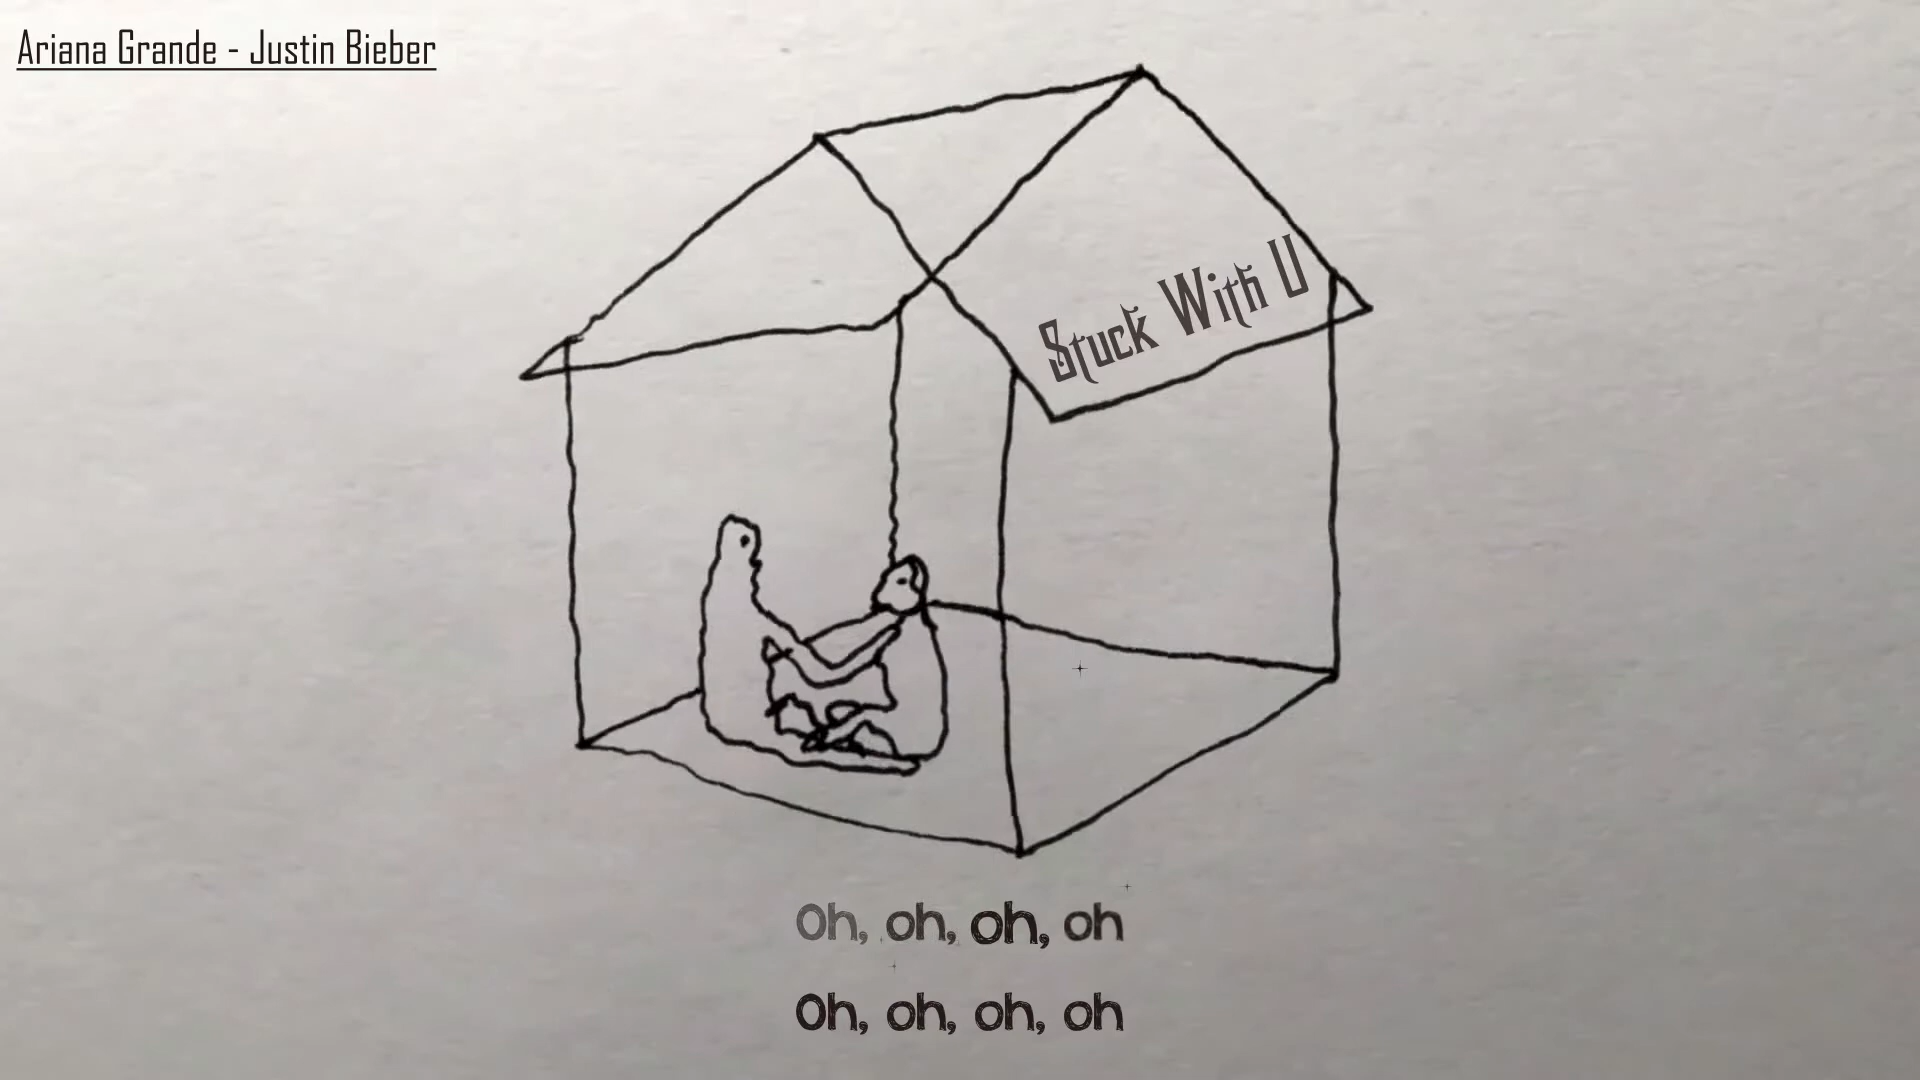 Ariana Grande - Justin Bieber
Stuck With U
Oh, oh, oh, oh
Oh, oh, oh, oh